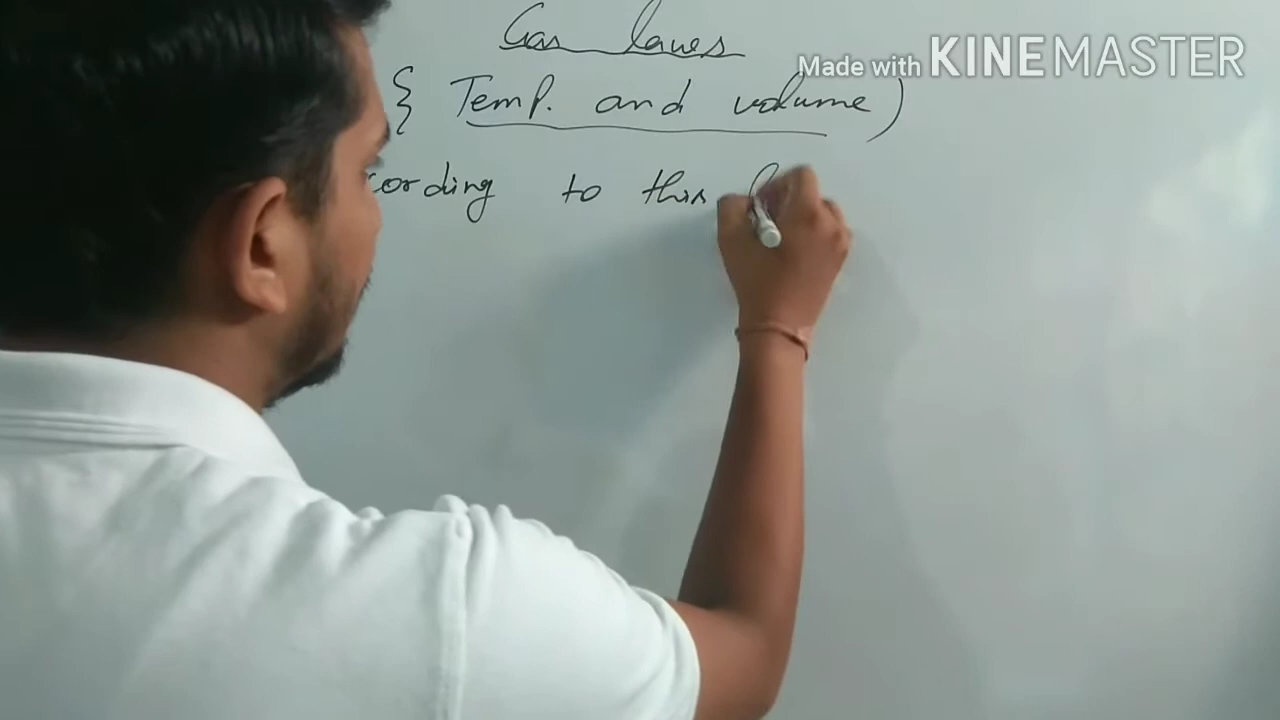 Gas laws
Made with KINEMASTER
{ Temp. and volume)
cording to this